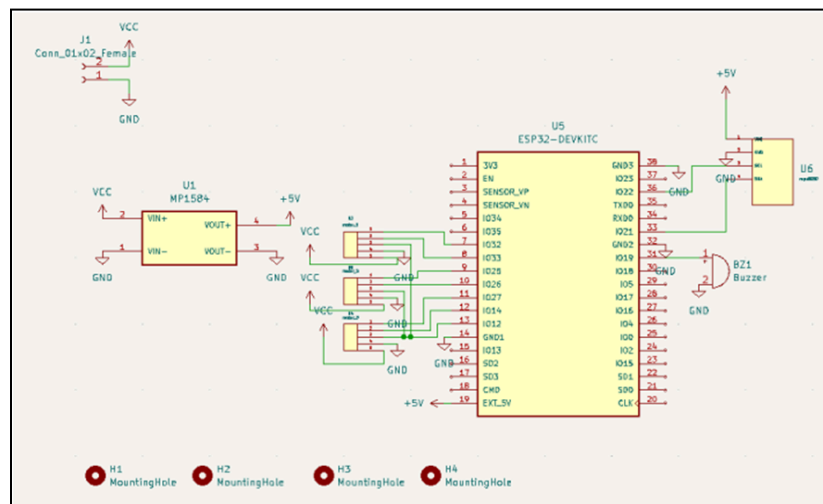 J1
Conn_01x02_Female
VCC
2
1
GND
U1
MP1584
VCC
+5V
2
VIN+
VOUT+
4
1
VIN-
VOUT-
3
GND
GND
VCC
VCC
VCC
GND
GND
GND
U5
ESP32-DEVKITC
1
3V3
2
EN
3
SENSOR_VP
4
SENSOR_VN
5
IO34
6
IO35
7
IO32
8
IO33
9
IO25
10
IO26
11
IO27
12
IO14
13
IO12
14
GND1
15
IO13
16
SD2
17
SD3
18
CMD
19
EXT_5V
GND
+5V
GND3
38
IO23
37
IO22
36
TXD0
35
RXD0
34
IO21
33
GND2
32
IO19
31
IO18
30
IO5
29
IO17
28
IO16
27
IO4
26
IO0
25
IO2
24
IO15
23
SD1
22
SD0
21
CLK
20
GND
GND
+5V
GND
U6
BZ1
Buzzer
1
2
GND
H1
MountingHole
H2
MountingHole
H3
MountingHole
H4
MountingHole